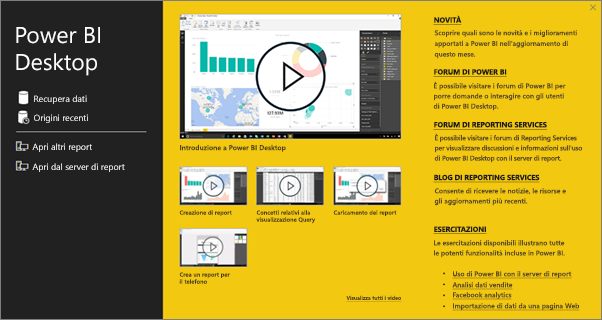 Power BI
Desktop
Recupera dati
Origini recenti
Apri altri report
Apri dal server di report
Introduzione a Power BI Desktop
Creazione di report
Concetti relativi alla
visualizzazione Query
Caricamento dei report
Crea un report per
il telefono
Visualizza tutti i video
NOVITÀ
Scoprire quali sono le novità e i miglioramenti
apportati a Power BI nell'aggiornamento di
questo mese.
FORUM DI POWER BI
È possibile visitare i forum di Power BI per
porre domande o interagire con gli utenti
di Power BI Desktop.
FORUM DI REPORTING SERVICES
È possibile visitare i forum di Reporting Services
per visualizzare discussioni e informazioni sull'uso
di Power BI Desktop con il server di report.
BLOG DI REPORTING SERVICES
Consente di ricevere le notizie, le risorse e
gli aggiornamenti più recenti.
ESERCITAZIONI
Le esercitazioni disponibili illustrano tutte
le potenti funzionalità incluse in Power BI.
• Uso di Power BI con il server di report
• Analisi dati vendite
• Facebook analytics
• Importazione di dati da una pagina Web